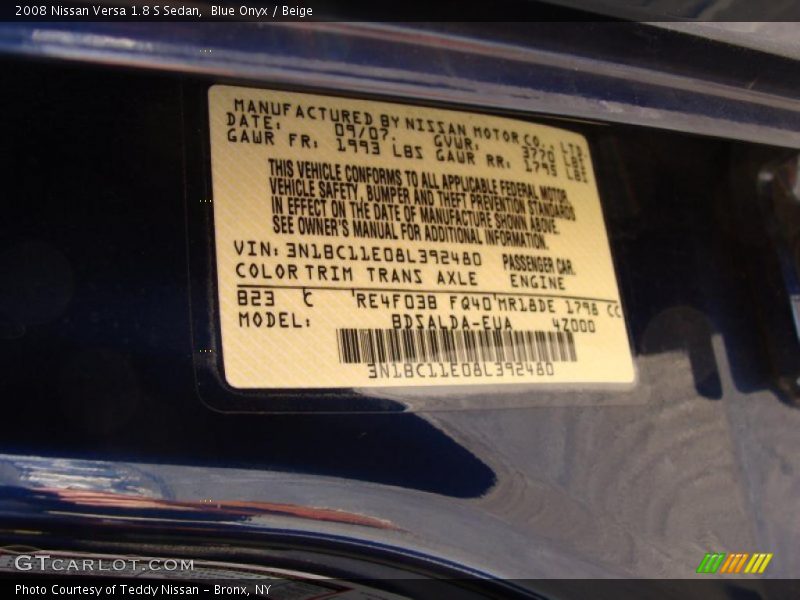 2008 Nissan Versa 1.8 S Sedan, Blue Onyx / Beige
MANUFACTURED BY NISSAN MOTOR CO., LTD
DATE: 09/07 GVWR: 3770 LBS
GAWR FR: 1993 LBS GAWR RR: 1795 LBS
THIS VEHICLE CONFORMS TO ALL APPLICABLE FEDERAL MOTOR
VEHICLE SAFETY, BUMPER AND THEFT PREVENTION STANDARDS
IN EFFECT ON THE DATE OF MANUFACTURE SHOWN ABOVE.
SEE OWNER'S MANUAL FOR ADDITIONAL INFORMATION.
VIN: 3N1BC11E08L392480 PASSENGER CAR.
COLOR TRIM TRANS AXLE ENGINE
B23 C RE4F03B FQ40 MR18DE 1798 CC
MODEL: BDSALDA-EUA 4Z000
3N1BC11E08L392480
GTCARLOT.COM
Photo Courtesy of Teddy Nissan - Bronx, NY